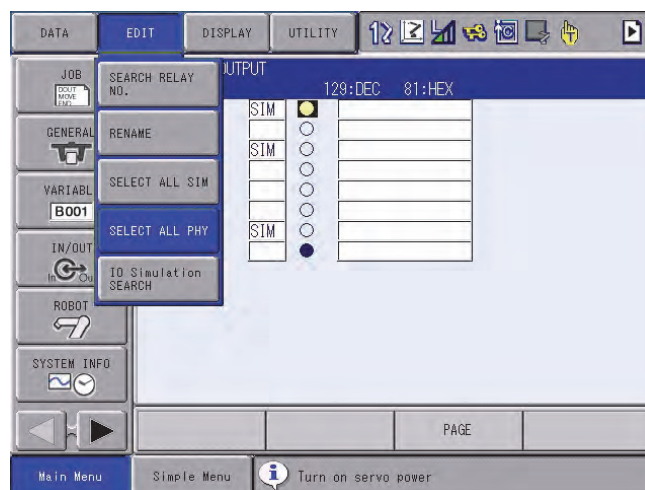 DATA
EDIT
DISPLAY
UTILITY
JOB
DOUT
MOVE
END
GENERAL
VARIABL
B001
IN/OUT
In
Ou
ROBOT
SYSTEM INFO
SEARCH RELAY
NO.
RENAME
SELECT ALL SIM
SELECT ALL PHY
IO Simulation
SEARCH
UTPUT
129:DEC 81:HEX
SIM
SIM
SIM
PAGE
Main Menu
Simple Menu
Turn on servo power